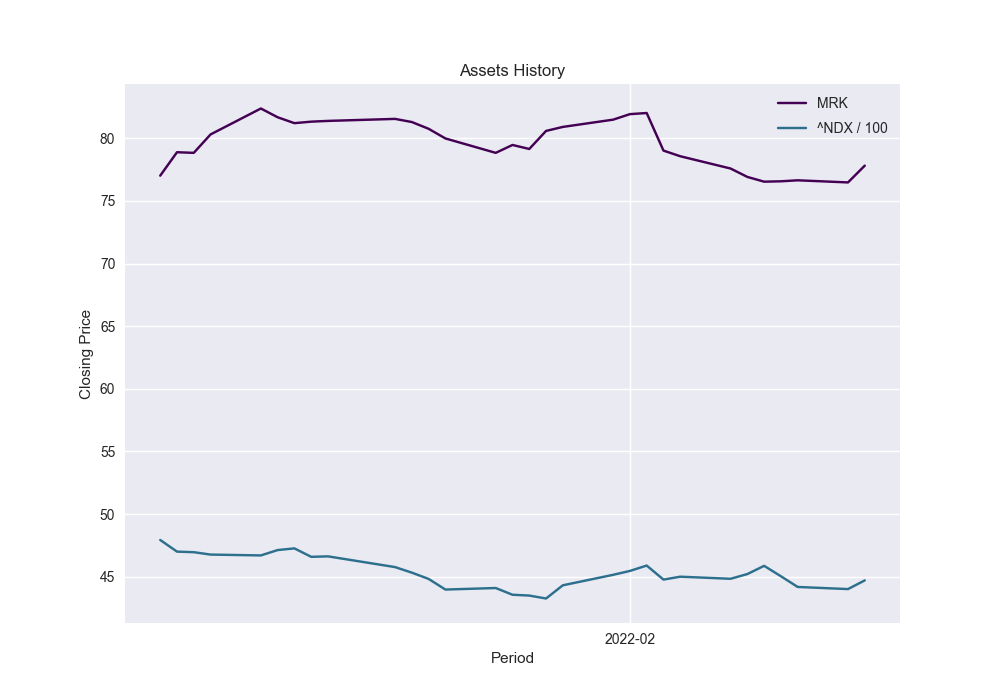 Assets History
MRK
^NDX / 100
80
75
70
65
60
55
50
45
Closing Price
2022-02
Period